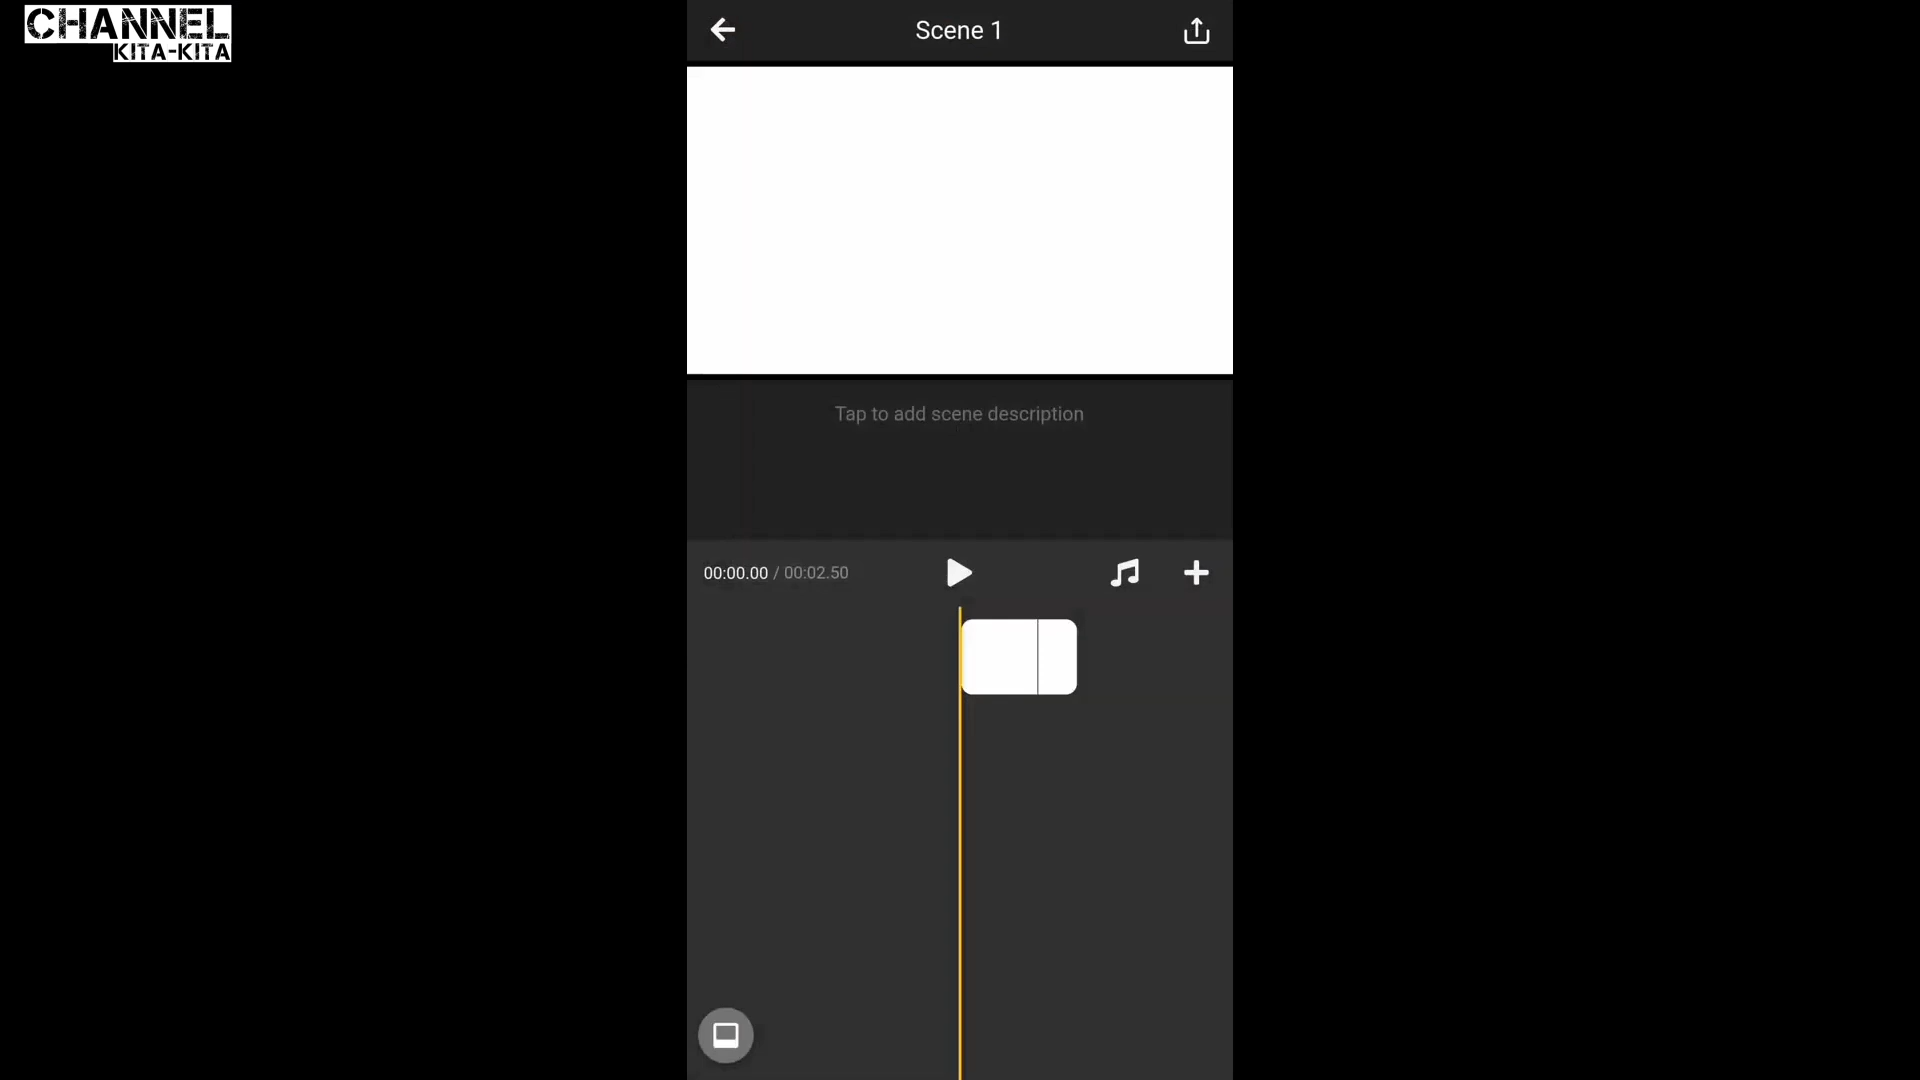 CHANNEL
KITA-KITA
Scene 1
Tap to add scene description
00:00.00 / 00:02.50